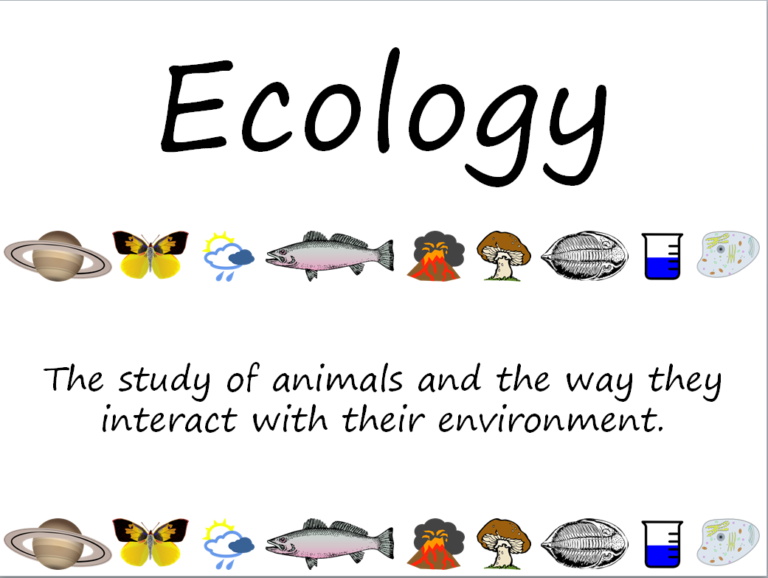 Ecology
The study of animals and the way they
interact with their environment.